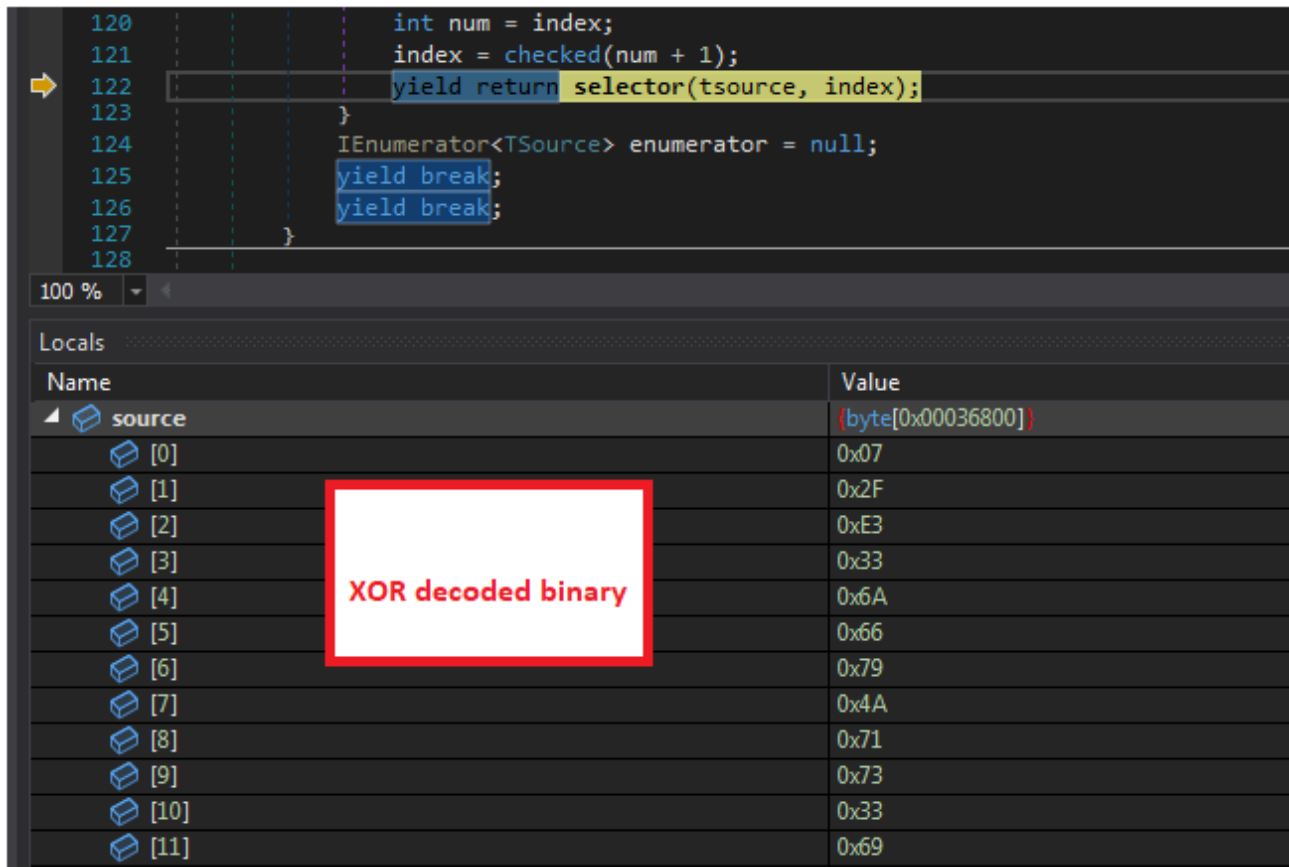 120 int num = index;
121 index = checked(num + 1);
122 yield return selector(tsource, index);
123 }
124 IEnumerator<TSource> enumerator = null;
125 yield break;
126 yield break;
127 }
128
100 %
Locals
Name Value
source {byte[0x00036800]}
[0] 0x07
[1] 0x2F
[2] 0xE3
[3] 0x33
XOR decoded binary
[4] 0x6A
[5] 0x66
[6] 0x79
[7] 0x4A
[8] 0x71
[9] 0x73
[10] 0x33
[11] 0x69